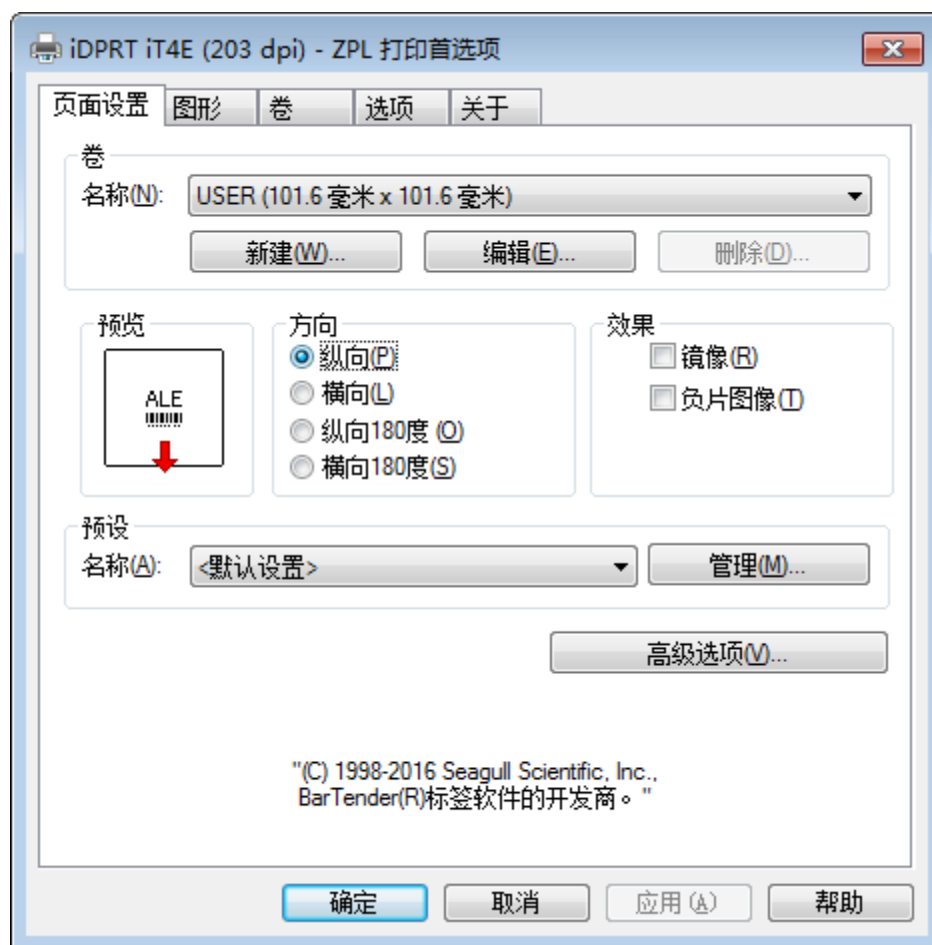 iDPRT iT4E (203 dpi) - ZPL 打印首选项
页面设置 图形 卷 选项 关于
卷
名称(N): USER (101.6 毫米 x 101.6 毫米)
新建(W)... 编辑(E)... 删除(D)...
预览 方向 效果
纵向(P) 镜像(R)
ALE 横向(L) 负片图像(T)
纵向180度 (O)
横向180度(S)
预设
名称(A): <默认设置> 管理(M)...
高级选项(V)...
"(C) 1998-2016 Seagull Scientific, Inc.,
BarTender(R)标签软件的开发商。"
确定 取消 应用 (A) 帮助